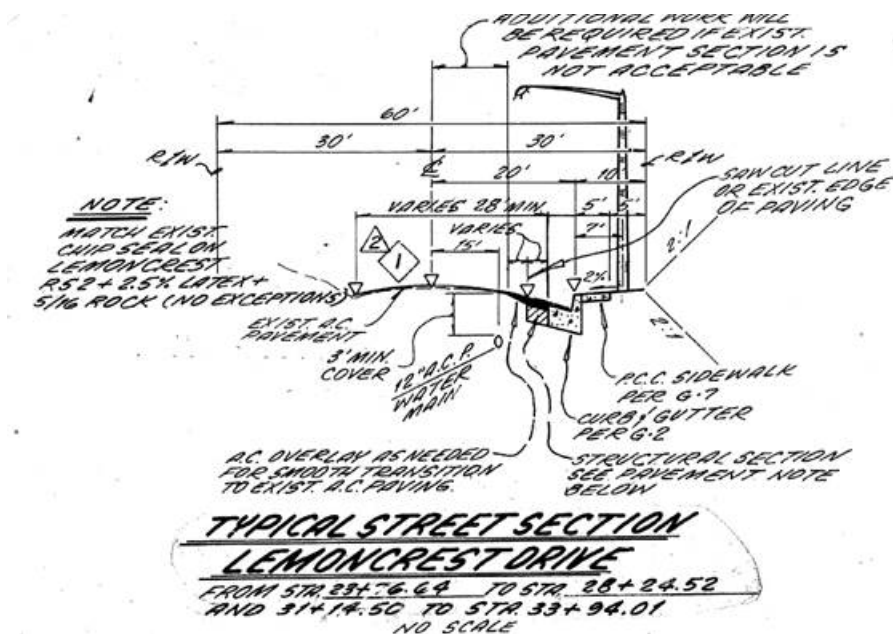 ADDITIONAL WORK WILL
BE REQUIRED IF EXIST.
PAVEMENT SECTION IS
NOT ACCEPTABLE
60'
30'
30'
R/W
℄
R/W
20'
10'
SAWCUT LINE
OR EXIST. EDGE
OF PAVING
NOTE:
MATCH EXIST.
CHIP SEAL ON
LEMONCREST
RS2 + 2.5% LATEX +
5/16 ROCK (NO EXCEPTIONS)
VARIES 28' MIN.
5'
5'
VARIES
7'
2:1
2
1
15'
2%
EXIST. A.C.
PAVEMENT
2:1
3' MIN.
COVER
12" A.C.P.
WATER
MAIN
P.C.C. SIDEWALK
PER G-7
CURB & GUTTER
PER G-2
A.C. OVERLAY AS NEEDED
FOR SMOOTH TRANSITION
TO EXIST. A.C. PAVING.
STRUCTURAL SECTION
SEE PAVEMENT NOTE
BELOW
TYPICAL STREET SECTION
LEMONCREST DRIVE
FROM STA. TO STA. 28+24.52
AND 31+14.50 TO STA. 33+94.01
NO SCALE